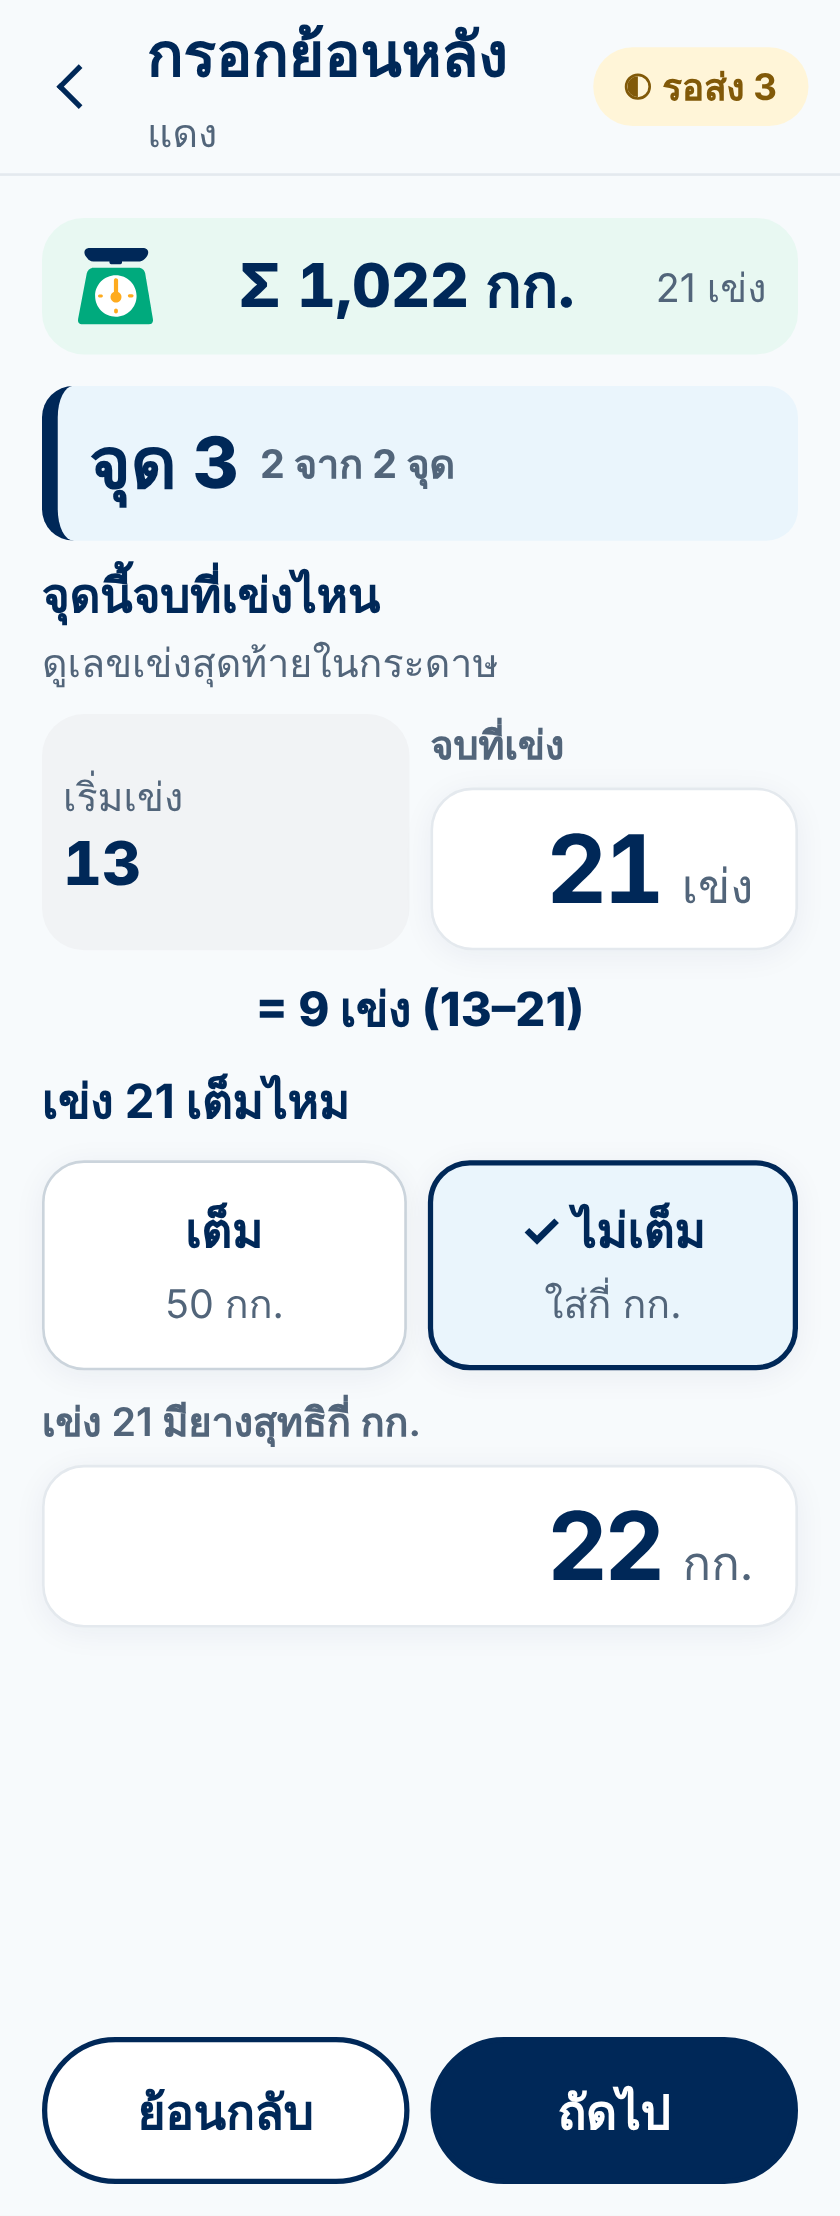 กรอกย้อนหลัง
แดง
รอส่ง 3
Σ 1,022 กก.
21 เข่ง
จุด 3 2 จาก 2 จุด
จุดนี้จบที่เข่งไหน
ดูเลขเข่งสุดท้ายในกระดาษ
เริ่มเข่ง
13
จบที่เข่ง
21 เข่ง
= 9 เข่ง (13–21)
เข่ง 21 เต็มไหม
เต็ม
50 กก.
✓ ไม่เต็ม
ใส่กี่ กก.
เข่ง 21 มียางสุทธิกี่ กก.
22 กก.
ย้อนกลับ
ถัดไป